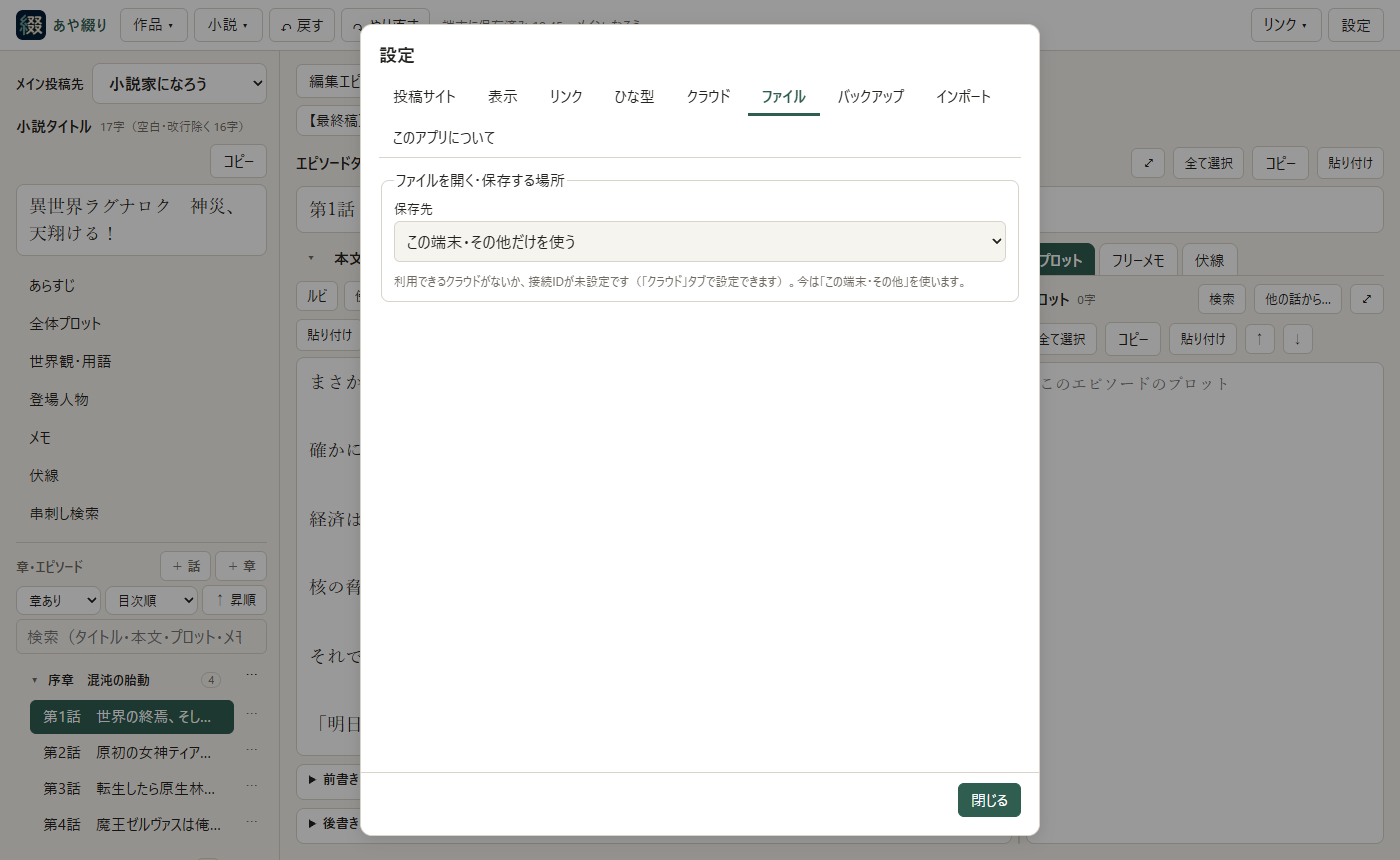 綴 あや綴り 作品 ▾ 小説 ▾ 戻す リンク ▾ 設定
メイン投稿先 小説家になろう
小説タイトル 17字(空白・改行除く16字)
コピー
異世界ラグナロク 神災、
天翔ける!
あらすじ
全体プロット
世界観・用語
登場人物
メモ
伏線
串刺し検索
章・エピソード + 話 + 章
章あり 目次順 ↑ 昇順
検索(タイトル・本文・プロット・メモ
▾ 序章 混沌の胎動 4 …
第1話 世界の終焉、そし… …
第2話 原初の女神ティア… …
第3話 転生したら原生林… …
第4話 魔王ゼルヴァスは俺… …
編集エピ
【最終稿】
エピソードタ
第1話
▾ 本文
ルビ
貼り付け
まさか
確かに
経済は
核の脅
それで
「明日
▶ 前書き
▶ 後書き
設定
投稿サイト 表示 リンク ひな型 クラウド ファイル バックアップ インポート
このアプリについて
ファイルを開く・保存する場所
保存先
この端末・その他だけを使う
利用できるクラウドがないか、接続IDが未設定です(「クラウド」タブで設定できます)。今は「この端末・その他」を使います。
閉じる
⤢ 全て選択 コピー 貼り付け
プロット フリーメモ 伏線
ロット 0字 検索 他の話から… ⤢
全て選択 コピー 貼り付け ↑ ↓
このエピソードのプロット